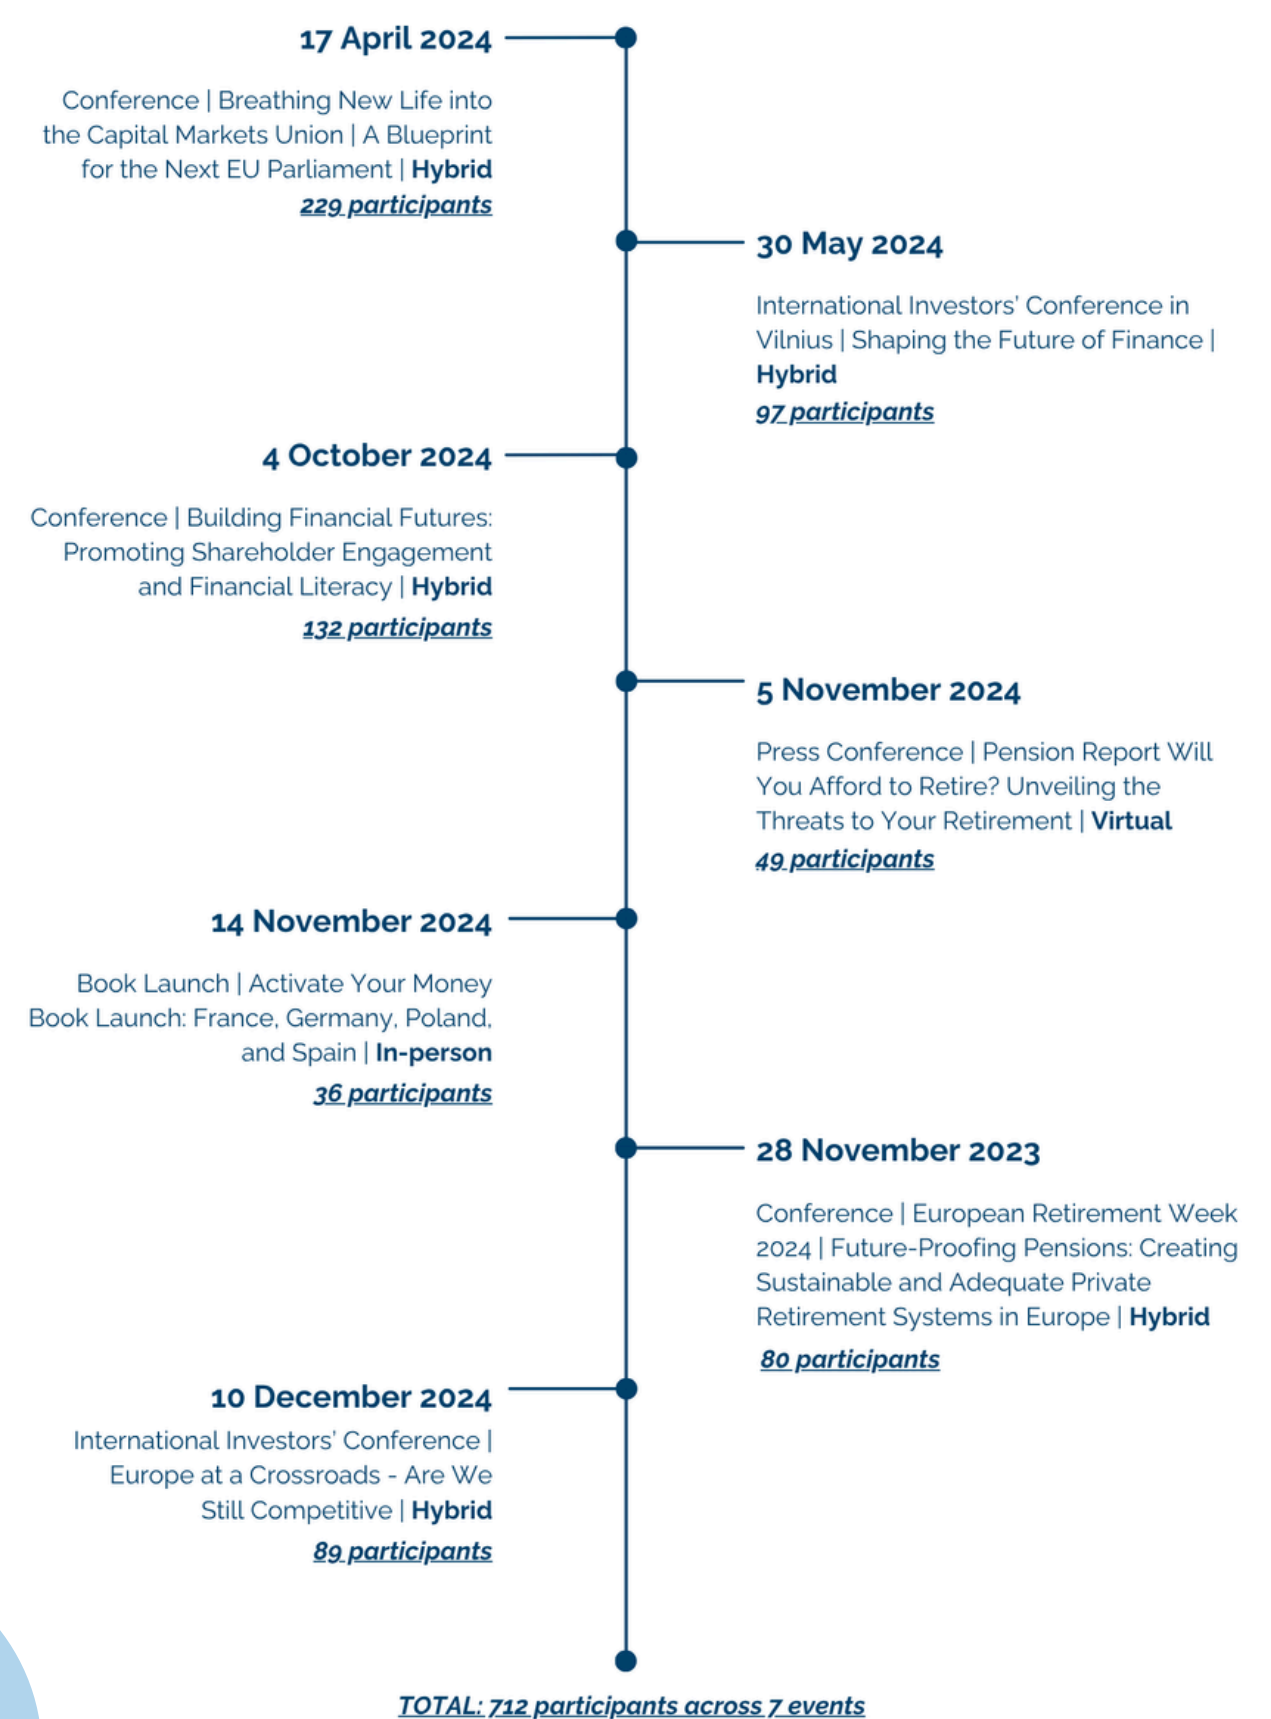 17 April 2024
Conference | Breathing New Life into
the Capital Markets Union | A Blueprint
for the Next EU Parliament | Hybrid
229 participants
30 May 2024
International Investors' Conference in
Vilnius | Shaping the Future of Finance |
Hybrid
97 participants
4 October 2024
Conference | Building Financial Futures:
Promoting Shareholder Engagement
and Financial Literacy | Hybrid
132 participants
5 November 2024
Press Conference | Pension Report Will
You Afford to Retire? Unveiling the
Threats to Your Retirement | Virtual
49 participants
14 November 2024
Book Launch | Activate Your Money
Book Launch: France, Germany, Poland,
and Spain | In-person
36 participants
28 November 2023
Conference | European Retirement Week
2024 | Future-Proofing Pensions: Creating
Sustainable and Adequate Private
Retirement Systems in Europe | Hybrid
80 participants
10 December 2024
International Investors' Conference |
Europe at a Crossroads - Are We
Still Competitive | Hybrid
89 participants
TOTAL: 712 participants across 7 events